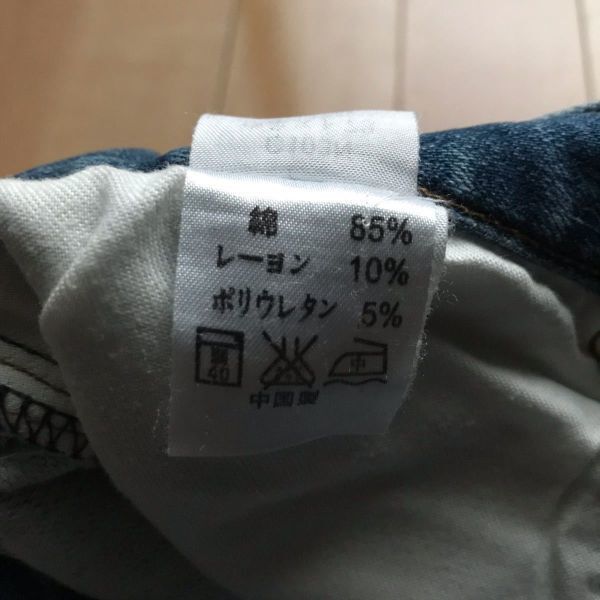 綿 85%
レーヨン 10%
ポリウレタン 5%
弱 40 中
中国製